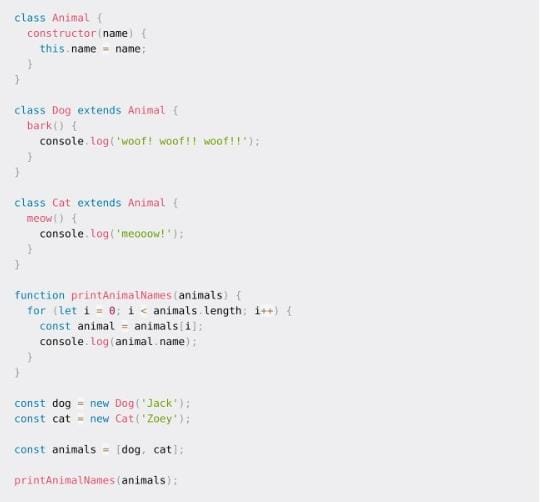 class Animal {
  constructor(name) {
    this.name = name;
  }
}

class Dog extends Animal {
  bark() {
    console.log('woof! woof!! woof!!');
  }
}

class Cat extends Animal {
  meow() {
    console.log('meooow!');
  }
}

function printAnimalNames(animals) {
  for (let i = 0; i < animals.length; i++) {
    const animal = animals[i];
    console.log(animal.name);
  }
}

const dog = new Dog('Jack');
const cat = new Cat('Zoey');

const animals = [dog, cat];

printAnimalNames(animals);